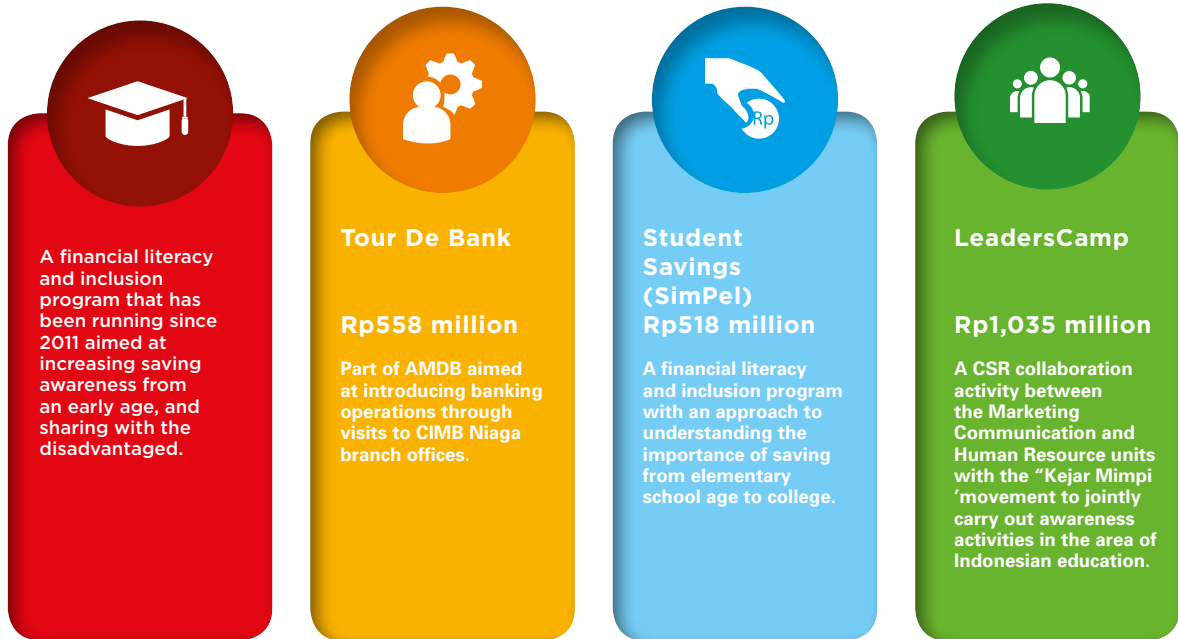 A financial literacy
and inclusion
program that has
been running since
2011 aimed at
increasing saving
awareness from
an early age, and
sharing with the
disadvantaged.
Tour De Bank
Rp558 million
Part of AMDB aimed
at introducing banking
operations through
visits to CIMB Niaga
branch offices.
Rp
Student
Savings
(SimPel)
Rp518 million
A financial literacy
and inclusion program
with an approach to
understanding the
importance of saving
from elementary
school age to college.
LeadersCamp
Rp1,035 million
A CSR collaboration
activity between
the Marketing
Communication and
Human Resource units
with the “Kejar Mimpi
‘movement to jointly
carry out awareness
activities in the area of
Indonesian education.